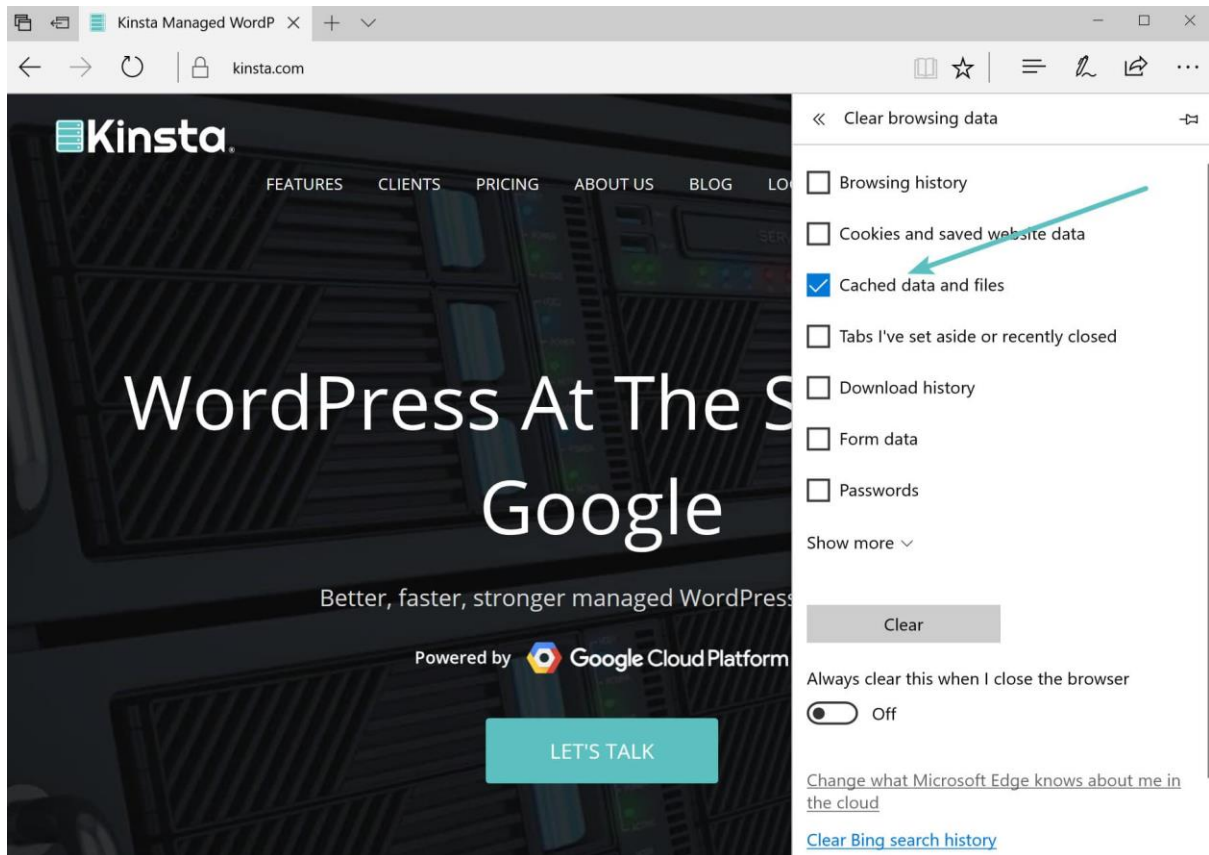 Kinsta Managed WordP
kinsta.com
Kinsta.
FEATURES CLIENTS PRICING ABOUT US BLOG LO
WordPress At The S
Google
Better, faster, stronger managed WordPress
Powered by Google Cloud Platform
LET'S TALK
Clear browsing data
Browsing history
Cookies and saved website data
Cached data and files
Tabs I've set aside or recently closed
Download history
Form data
Passwords
Show more
Clear
Always clear this when I close the browser
Off
Change what Microsoft Edge knows about me in
the cloud
Clear Bing search history